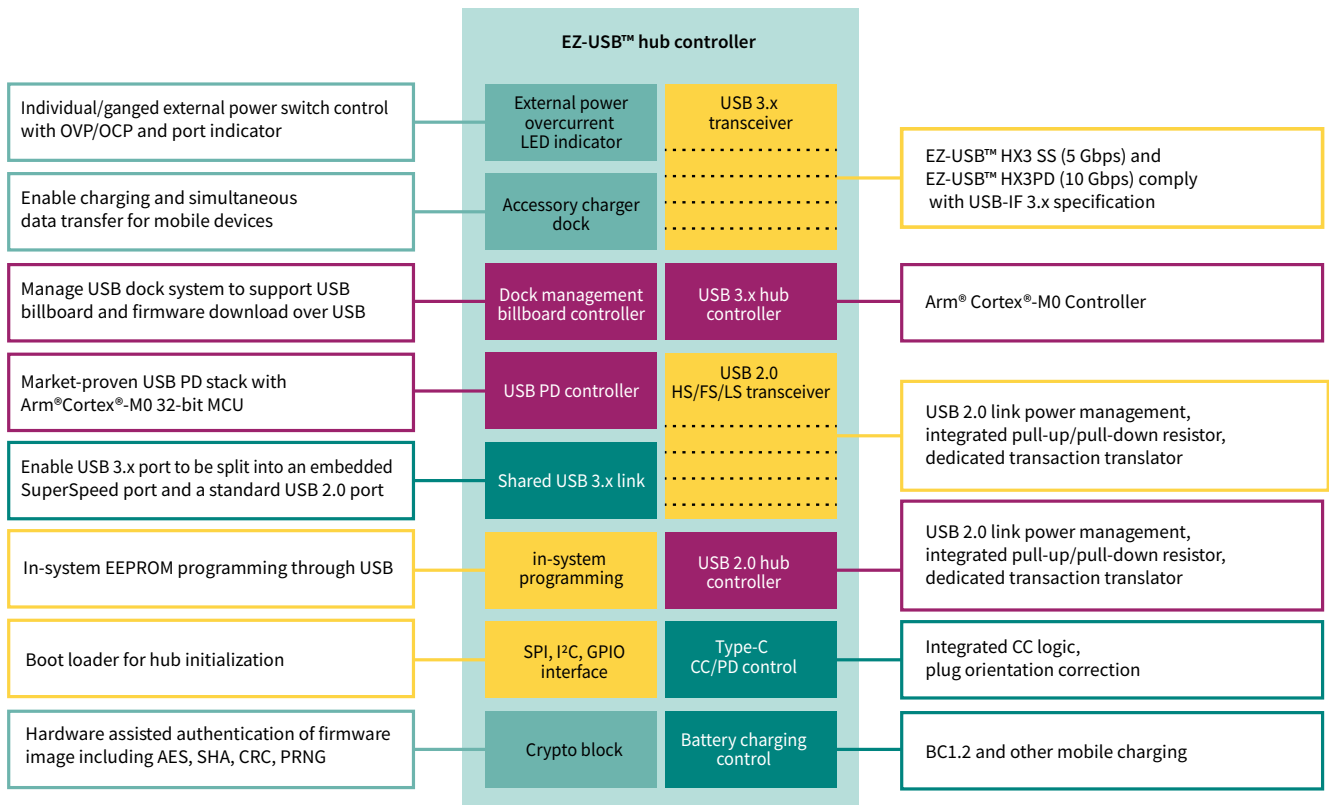 EZ-USB™ hub controller
Individual/ganged external power switch control
with OVP/OCP and port indicator
Enable charging and simultaneous
data transfer for mobile devices
Manage USB dock system to support USB
billboard and firmware download over USB
Market-proven USB PD stack with
Arm®Cortex®-M0 32-bit MCU
Enable USB 3.x port to be split into an embedded
SuperSpeed port and a standard USB 2.0 port
In-system EEPROM programming through USB
Boot loader for hub initialization
Hardware assisted authentication of firmware
image including AES, SHA, CRC, PRNG
External power
overcurrent
LED indicator
Accessory charger
dock
Dock management
billboard controller
USB PD controller
Shared USB 3.x link
in-system
programming
SPI, I²C, GPIO
interface
Crypto block
USB 3.x
transceiver
USB 3.x hub
controller
USB 2.0
HS/FS/LS transceiver
USB 2.0 hub
controller
Type-C
CC/PD control
Battery charging
control
EZ-USB™ HX3 SS (5 Gbps) and
EZ-USB™ HX3PD (10 Gbps) comply
with USB-IF 3.x specification
Arm® Cortex®-M0 Controller
USB 2.0 link power management,
integrated pull-up/pull-down resistor,
dedicated transaction translator
USB 2.0 link power management,
integrated pull-up/pull-down resistor,
dedicated transaction translator
Integrated CC logic,
plug orientation correction
BC1.2 and other mobile charging